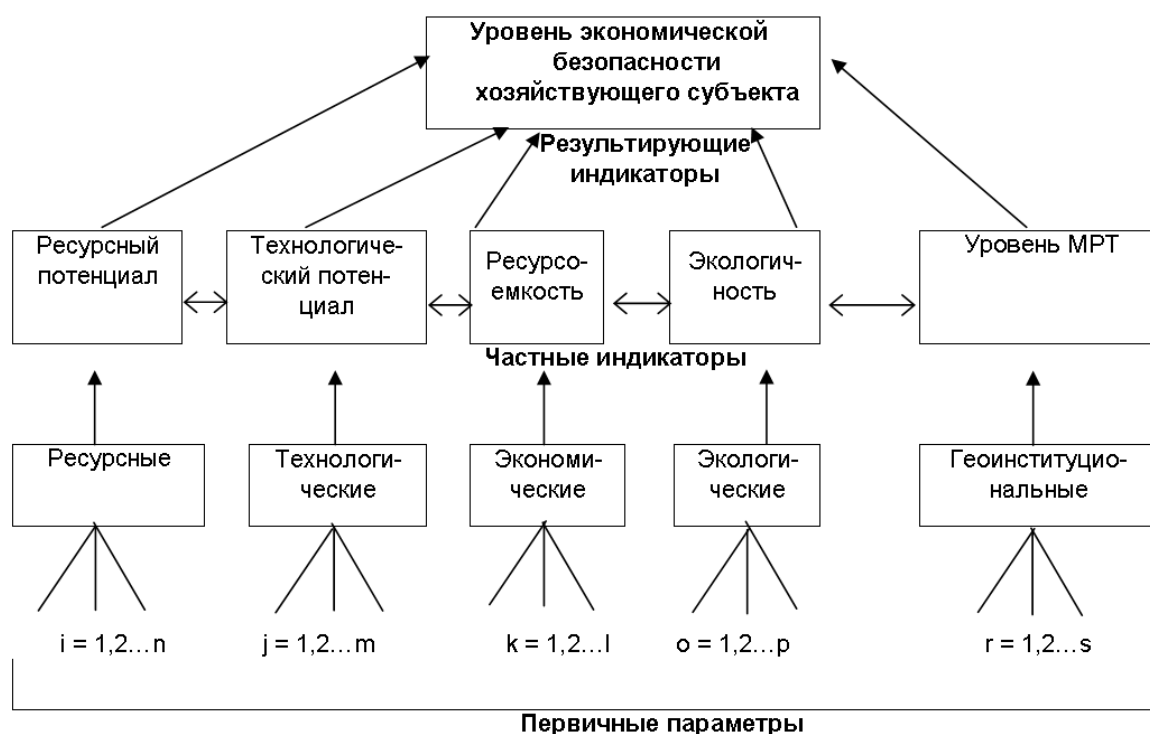 Уровень экономической
безопасности
хозяйствующего субъекта
Результирующие
индикаторы
Ресурсный
потенциал
Технологиче-
ский потен-
циал
Ресурсо-
емкость
Экологич-
ность
Уровень МРТ
Частные индикаторы
Ресурсные
Технологи-
ческие
Экономи-
ческие
Экологи-
ческие
Геоинституцио-
нальные
i = 1,2…n
j = 1,2…m
k = 1,2…l
o = 1,2…p
r = 1,2…s
Первичные параметры